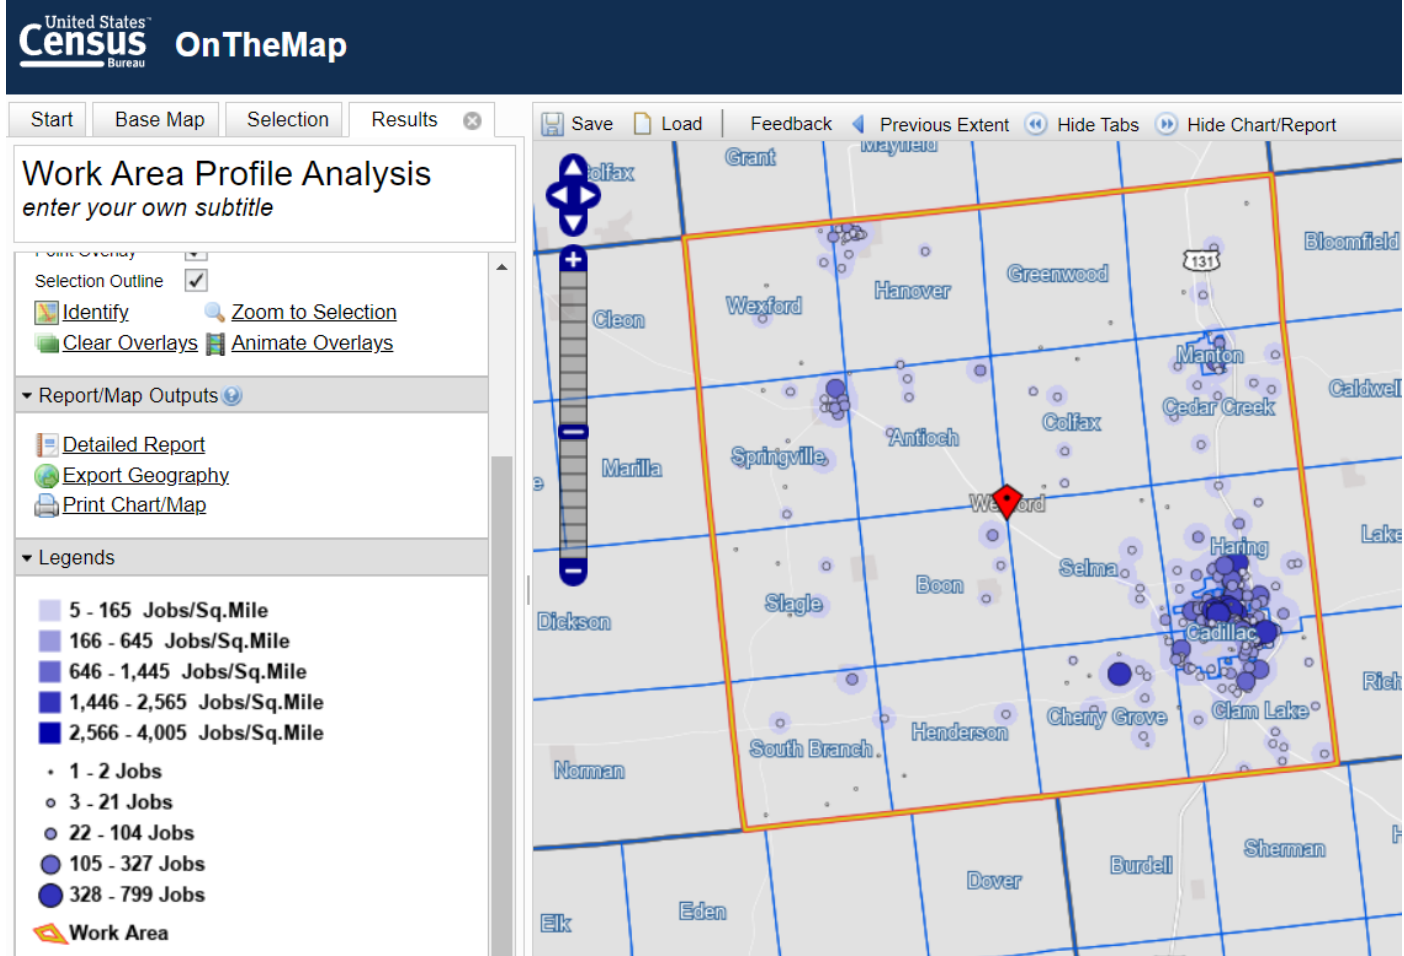 United States™
Census
Bureau
OnTheMap
Start
Base Map
Selection
Results
Save
Load
Feedback
Previous Extent
Hide Tabs
Hide Chart/Report
Work Area Profile Analysis
enter your own subtitle
Point Overlay
Selection Outline
Identify
Zoom to Selection
Clear Overlays
Animate Overlays
Report/Map Outputs
Detailed Report
Export Geography
Print Chart/Map
Legends
5 - 165 Jobs/Sq.Mile
166 - 645 Jobs/Sq.Mile
646 - 1,445 Jobs/Sq.Mile
1,446 - 2,565 Jobs/Sq.Mile
2,566 - 4,005 Jobs/Sq.Mile
1 - 2 Jobs
3 - 21 Jobs
22 - 104 Jobs
105 - 327 Jobs
328 - 799 Jobs
Work Area
olfax
Grant
Mayfield
131
Bloomfield
Cleon
Wexford
Hanover
Greenwood
Manton
Caldwell
Cedar Creek
Colfax
Antioch
Springville
Marilla
e
Lake
Haring
Selma
Boon
Slagle
Dickson
Cadillac
Rich
Clam Lake
Cherry Grove
Henderson
South Branch
Norman
Sherman
Burdell
Dover
Eden
Elk